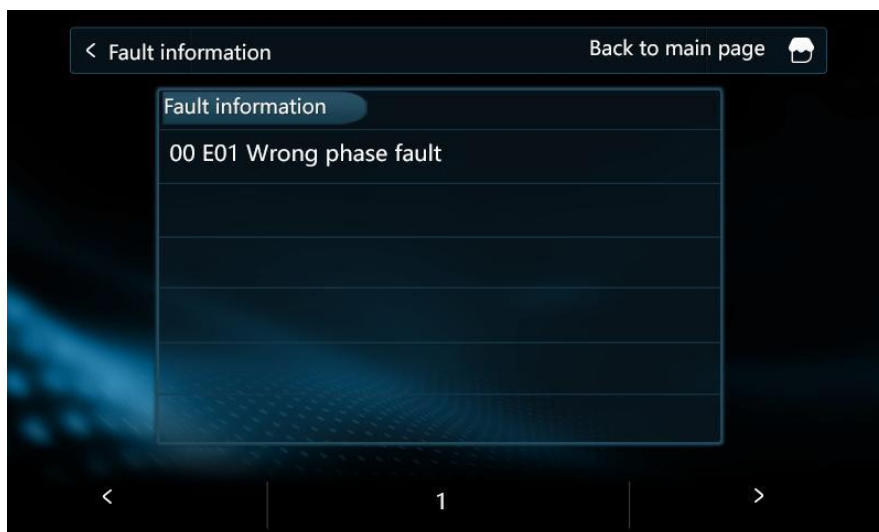 < Fault information
Back to main page
Fault information
00 E01 Wrong phase fault
< 1 >